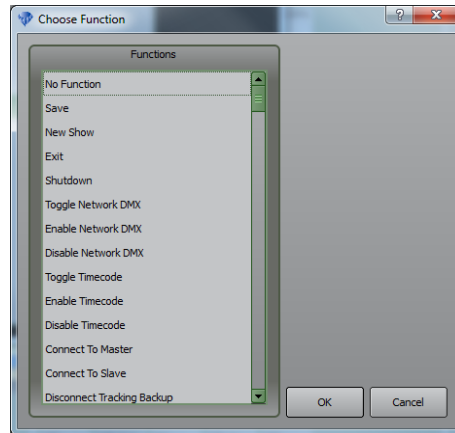 Choose Function
Functions
No Function
Save
New Show
Exit
Shutdown
Toggle Network DMX
Enable Network DMX
Disable Network DMX
Toggle Timecode
Enable Timecode
Disable Timecode
Connect To Master
Connect To Slave
Disconnect Tracking Backup
OK Cancel